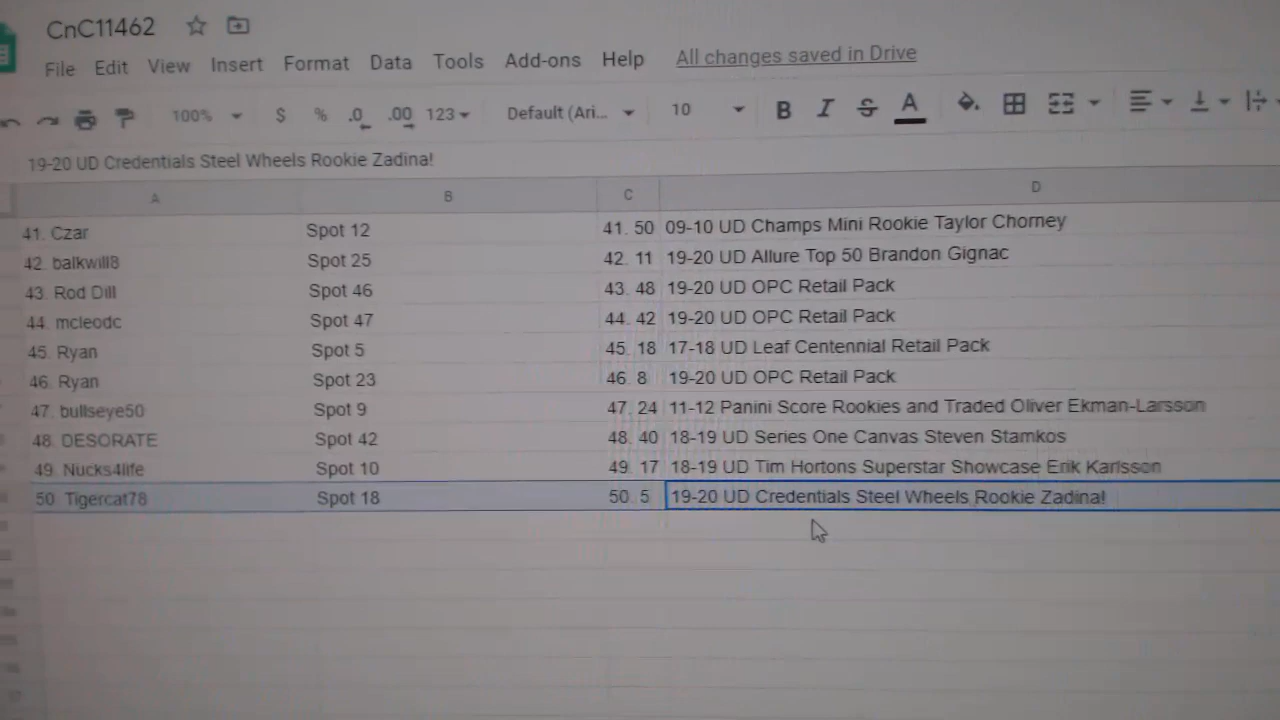 CnC11462
File Edit View Insert Format Data Tools Add-ons Help All changes saved in Drive
100% $ % .0 .00 123 Default (Ari... 10 B I S A
19-20 UD Credentials Steel Wheels Rookie Zadina!
A B C D
41. Czar Spot 12 41. 50 09-10 UD Champs Mini Rookie Taylor Chorney
42. balkwill8 Spot 25 42. 11 19-20 UD Allure Top 50 Brandon Gignac
43. Rod Dill Spot 46 43. 48 19-20 UD OPC Retail Pack
44. mcleodc Spot 47 44. 42 19-20 UD OPC Retail Pack
45. Ryan Spot 5 45. 18 17-18 UD Leaf Centennial Retail Pack
46. Ryan Spot 23 46. 8 19-20 UD OPC Retail Pack
47. bullseye50 Spot 9 47. 24 11-12 Panini Score Rookies and Traded Oliver Ekman-Larsson
48. DESORATE Spot 42 48. 40 18-19 UD Series One Canvas Steven Stamkos
49. Nucks4life Spot 10 49. 17 18-19 UD Tim Hortons Superstar Showcase Erik Karlsson
50. Tigercat78 Spot 18 50. 5 19-20 UD Credentials Steel Wheels Rookie Zadina!